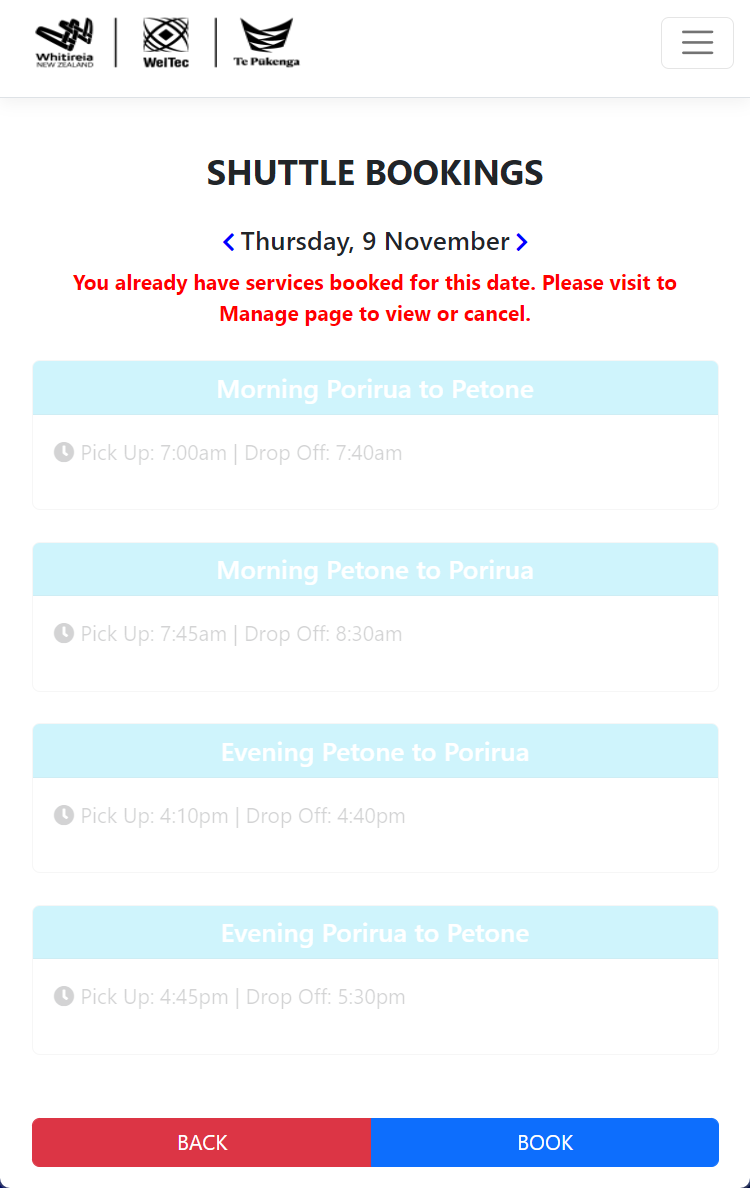 Whitireia
NEW ZEALAND
WelTec
Te Pūkenga
SHUTTLE BOOKINGS
Thursday, 9 November
You already have services booked for this date. Please visit to
Manage page to view or cancel.
Morning Porirua to Petone
Pick Up: 7:00am | Drop Off: 7:40am
Morning Petone to Porirua
Pick Up: 7:45am | Drop Off: 8:30am
Evening Petone to Porirua
Pick Up: 4:10pm | Drop Off: 4:40pm
Evening Porirua to Petone
Pick Up: 4:45pm | Drop Off: 5:30pm
BACK
BOOK